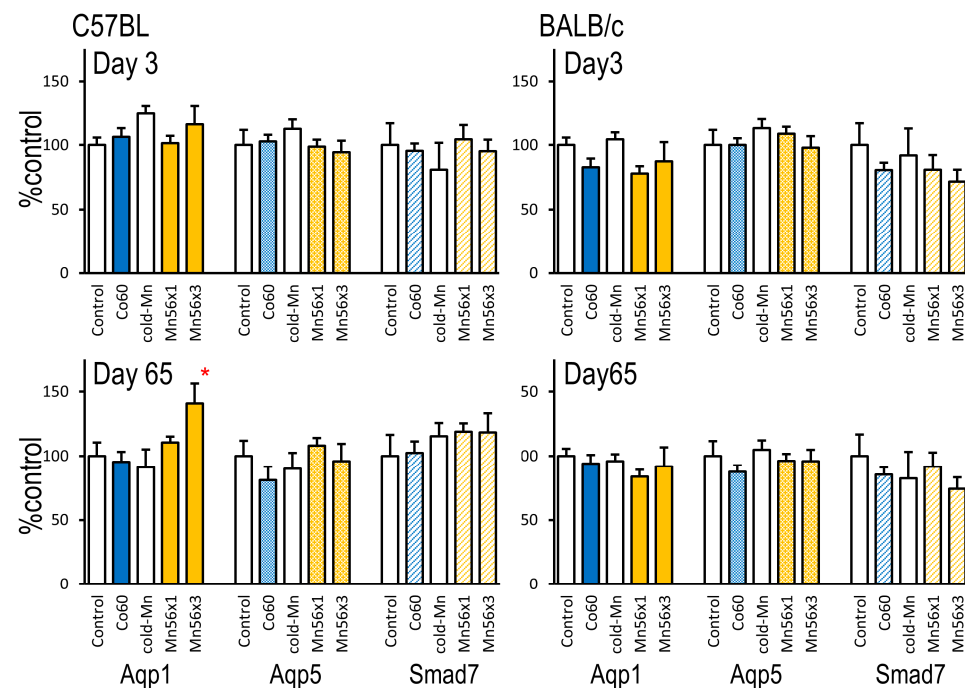 C57BL
BALB/c
Day 3
Day3
%control
150
100
50
0
150
100
50
0
Control Co60 cold-Mn Mn56x1 Mn56x3 Control Co60 cold-Mn Mn56x1 Mn56x3 Control Co60 cold-Mn Mn56x1 Mn56x3
Control Co60 cold-Mn Mn56x1 Mn56x3 Control Co60 cold-Mn Mn56x1 Mn56x3 Control Co60 cold-Mn Mn56x1 Mn56x3
Day 65
*
Day65
%control
150
100
50
0
50
00
50
0
Control Co60 cold-Mn Mn56x1 Mn56x3 Control Co60 cold-Mn Mn56x1 Mn56x3 Control Co60 cold-Mn Mn56x1 Mn56x3
Control Co60 cold-Mn Mn56x1 Mn56x3 Control Co60 cold-Mn Mn56x1 Mn56x3 Control Co60 cold-Mn Mn56x1 Mn56x3
Aqp1 Aqp5 Smad7
Aqp1 Aqp5 Smad7